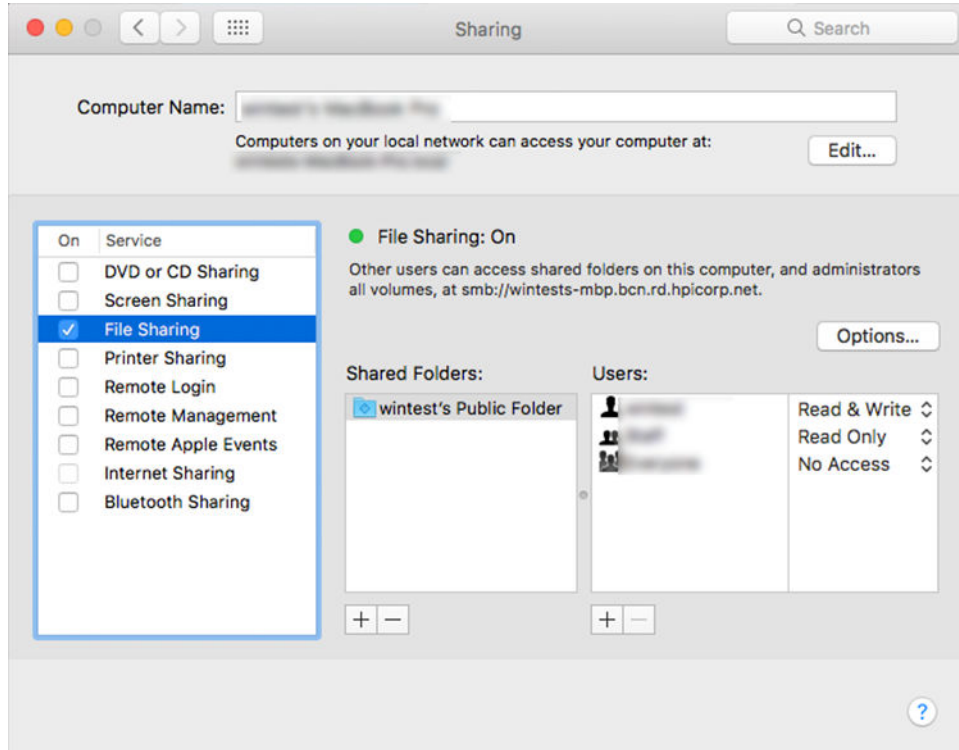 Sharing
Search
Computer Name:
Computers on your local network can access your computer at:
Edit...
On Service
DVD or CD Sharing
Screen Sharing
File Sharing
Printer Sharing
Remote Login
Remote Management
Remote Apple Events
Internet Sharing
Bluetooth Sharing
File Sharing: On
Other users can access shared folders on this computer, and administrators
all volumes, at smb://wintests-mbp.bcn.rd.hpicorp.net.
Options...
Shared Folders:
wintest's Public Folder
Users:
Read & Write
Read Only
No Access
+ −
+ −
?